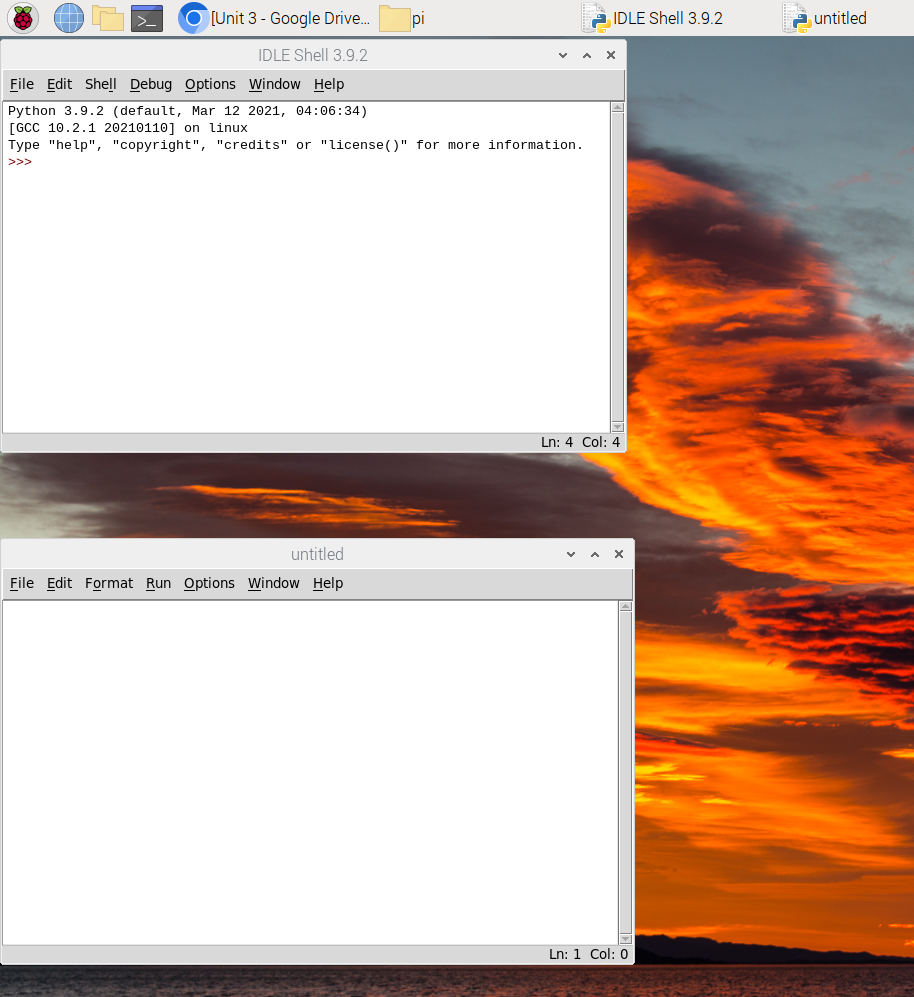 [Unit 3 - Google Drive... pi IDLE Shell 3.9.2 untitled
IDLE Shell 3.9.2
File Edit Shell Debug Options Window Help
Python 3.9.2 (default, Mar 12 2021, 04:06:34)
[GCC 10.2.1 20210110] on linux
Type "help", "copyright", "credits" or "license()" for more information.
>>>
Ln: 4 Col: 4
untitled
File Edit Format Run Options Window Help
Ln: 1 Col: 0